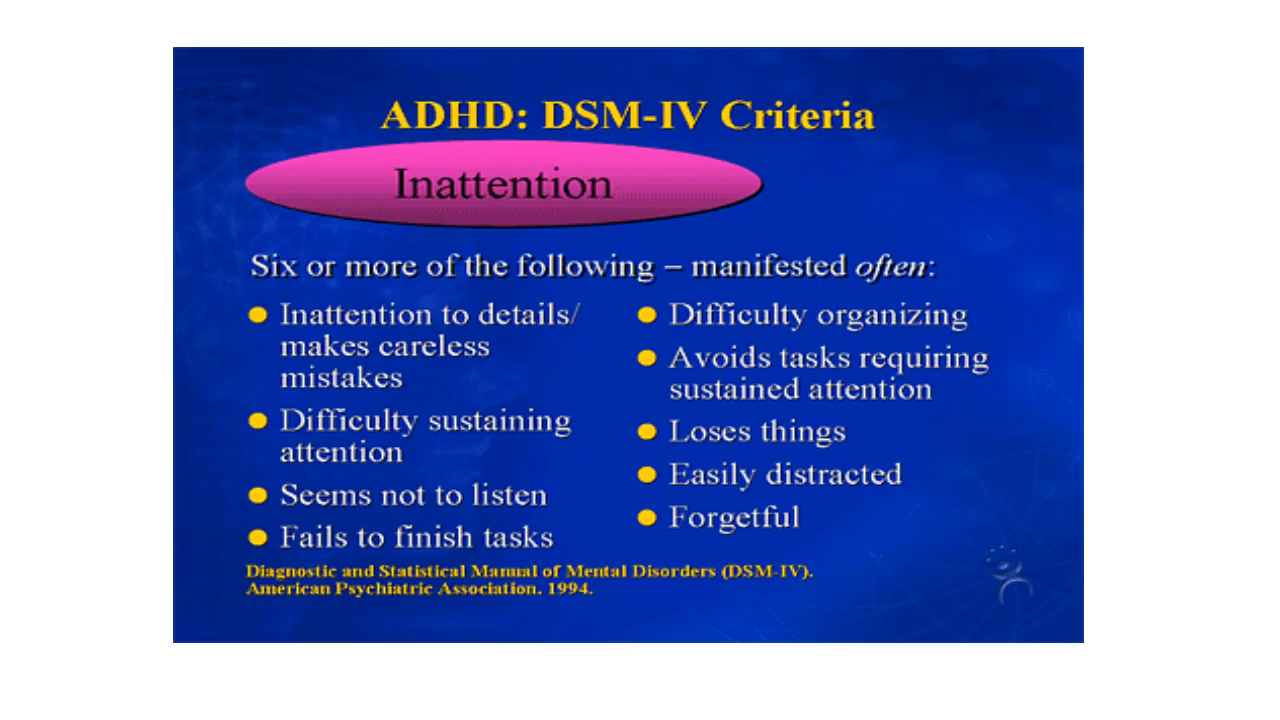 ADHD: DSM-IV Criteria
Inattention
Six or more of the following – manifested often:
Inattention to details/
makes careless
mistakes
Difficulty sustaining
attention
Seems not to listen
Fails to finish tasks
Difficulty organizing
Avoids tasks requiring
sustained attention
Loses things
Easily distracted
Forgetful
Diagnostic and Statistical Manual of Mental Disorders (DSM-IV).
American Psychiatric Association. 1994.